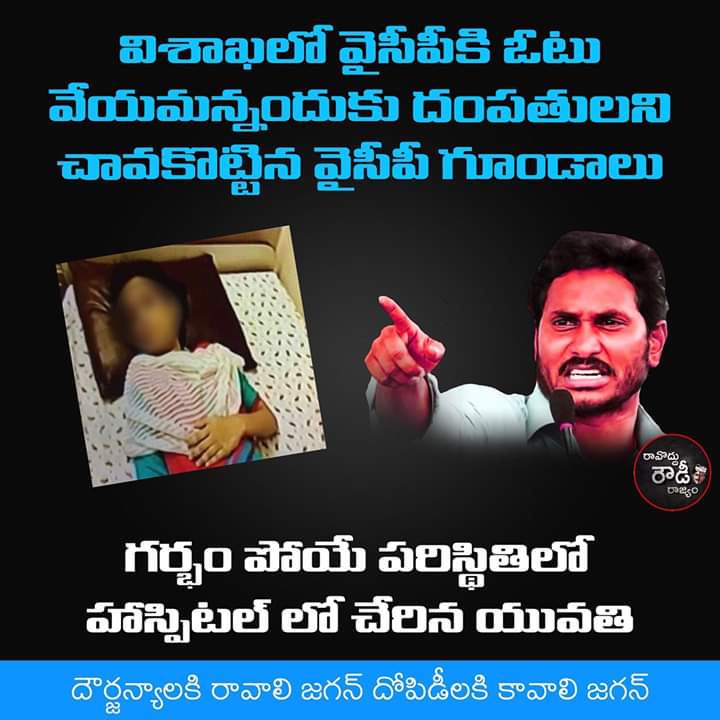 విశాఖలో వైసీపీకి ఓటు
వేయమన్నందుకు దంపతులని
చావకొట్టిన వైసీపీ గూండాలు
రావొద్దు
రౌడీ
రాజ్యం
గర్భం పోయే పరిస్థితిలో
హాస్పిటల్ లో చేరిన యువతి
దౌర్జన్యాలకి రావాలి జగన్ దోపిడీలకి కావాలి జగన్